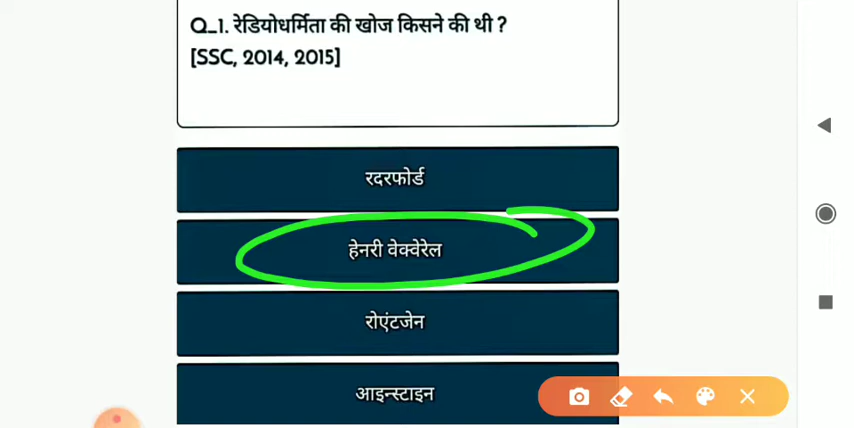 Q_1. रेडियोधर्मिता की खोज किसने की थी ?
[SSC, 2014, 2015]
रदरफोर्ड
हेनरी वेक्वेरेल
रोएंटजेन
आइन्स्टाइन